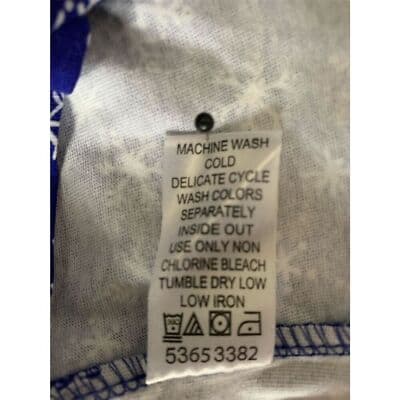 MACHINE WASH
COLD
DELICATE CYCLE
WASH COLORS
SEPARATELY
INSIDE OUT
USE ONLY NON
CHLORINE BLEACH
TUMBLE DRY LOW
LOW IRON
53653382